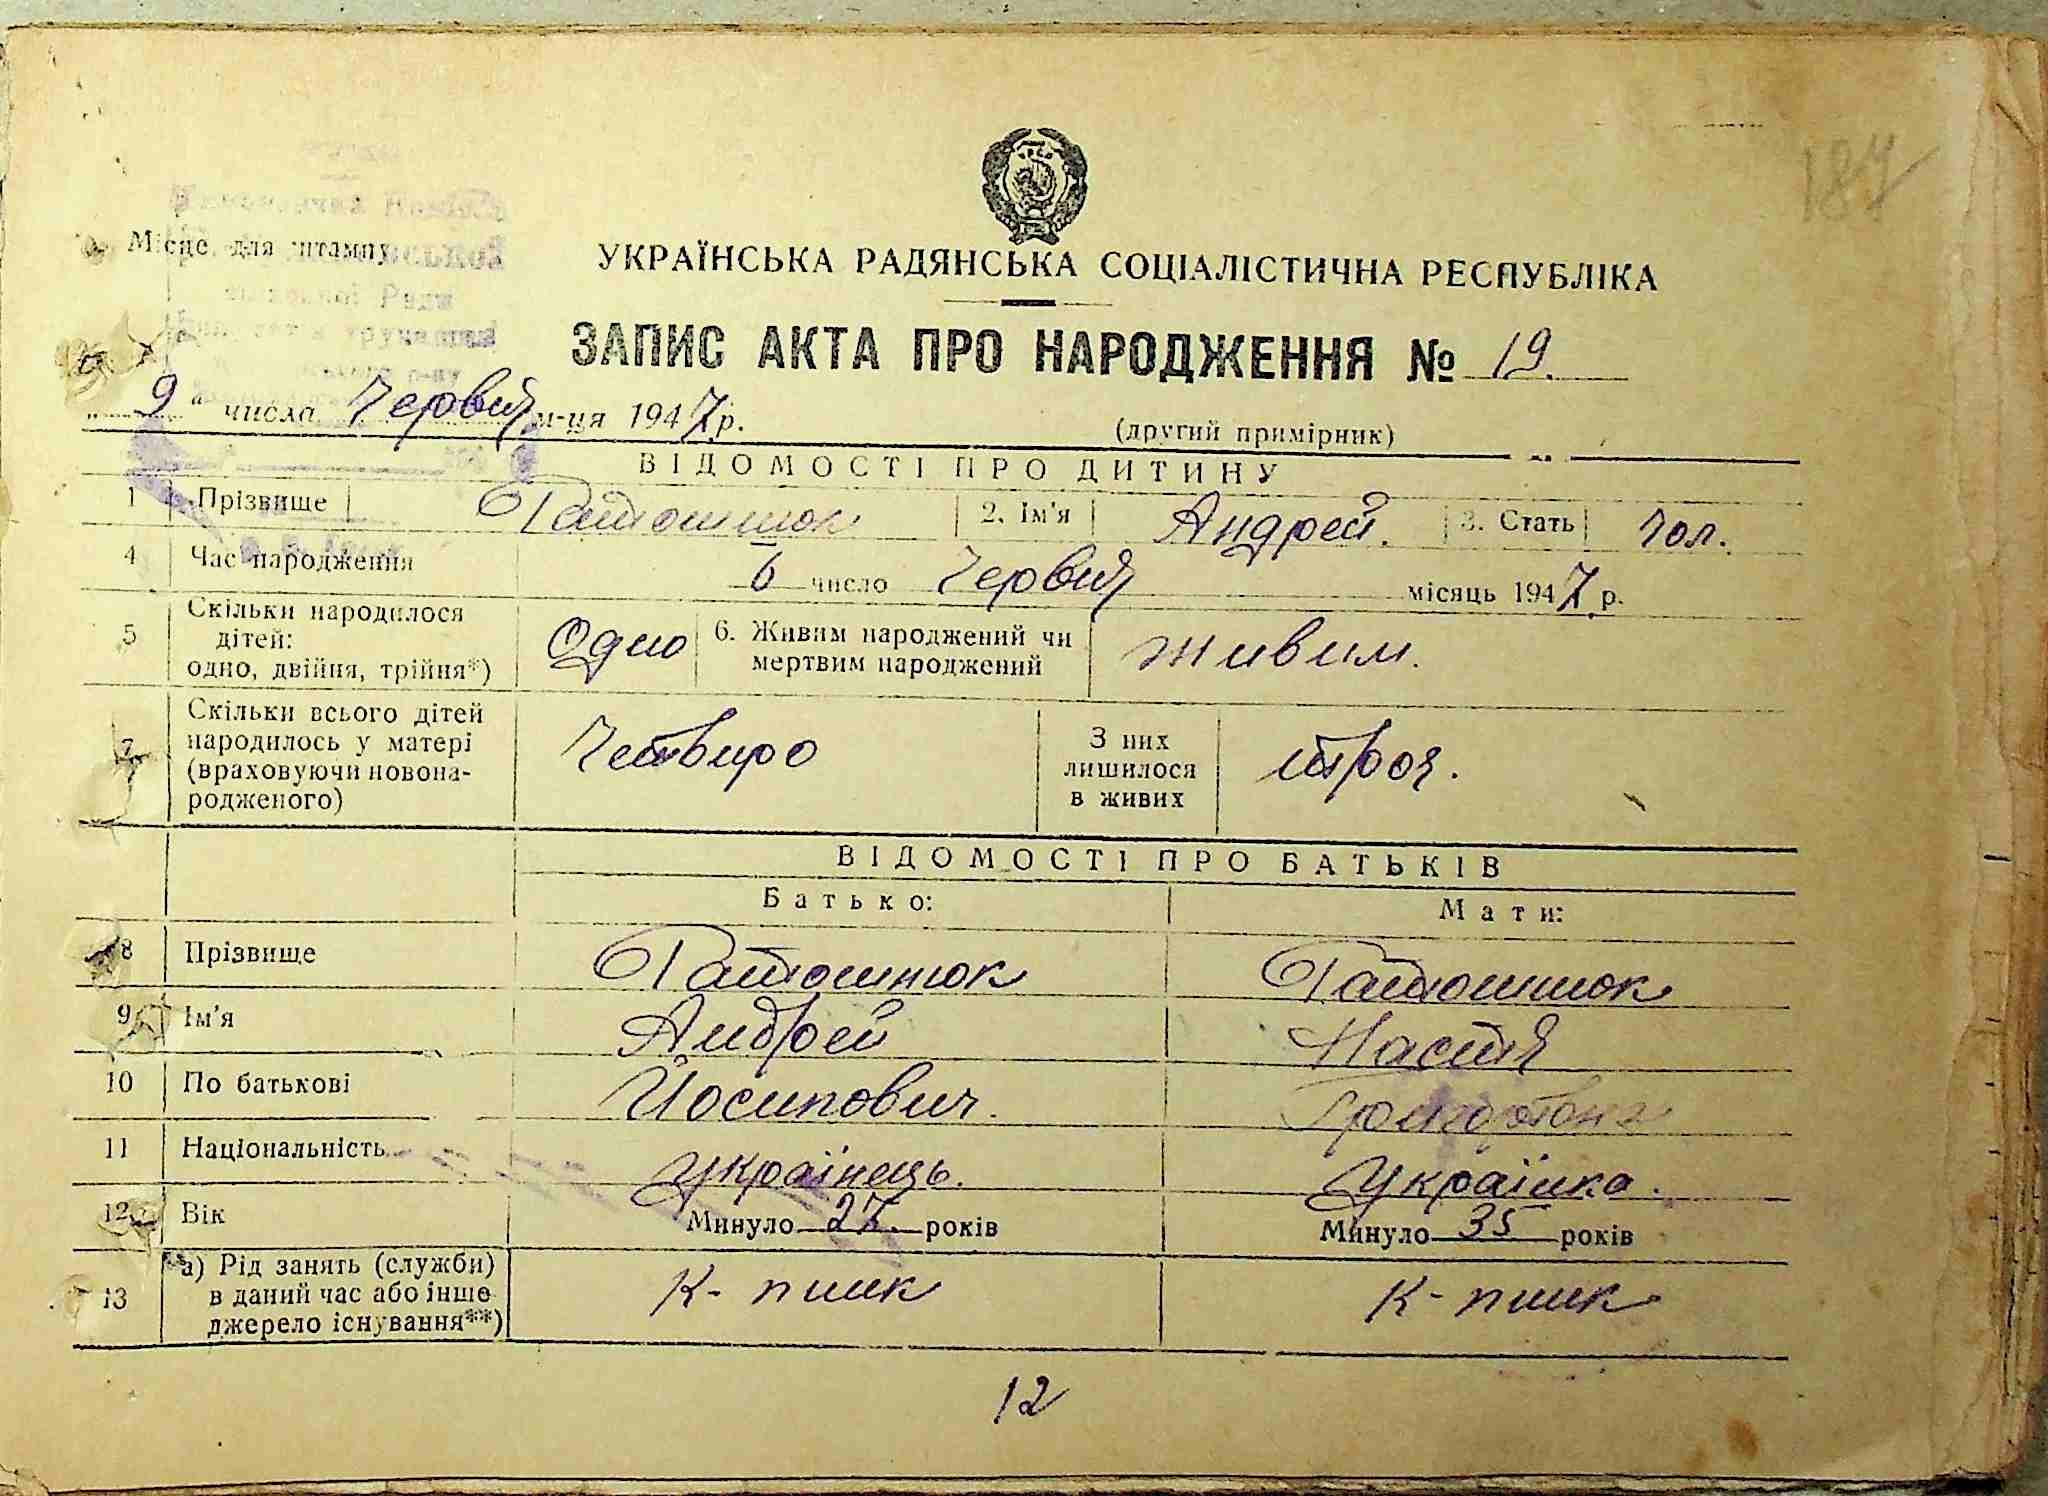 187
Місце для штампу
УКРАЇНСЬКА РАДЯНСЬКА СОЦІАЛІСТИЧНА РЕСПУБЛІКА
ЗАПИС АКТА ПРО НАРОДЖЕННЯ № 19.
„ 9 " числа Червня м-ця 1947 р.
(другий примірник)
ВІДОМОСТІ ПРО ДИТИНУ
1 Прізвище 2. Ім'я Андрей. 3. Стать чол.
4 Час народження 6 число Червня місяць 1947 р.
5 Скільки народилося дітей: одно, двійня, трійня*) Одно 6. Живим народжений чи мертвим народжений живим.
7 Скільки всього дітей народилось у матері (враховуючи новонародженого) Четверо З них лишилося в живих троя.
ВІДОМОСТІ ПРО БАТЬКІВ
Батько: Мати:
8 Прізвище
9 Ім'я Андрей Настя
10 По батькові Йосипович.
11 Національність Українець. Українка.
12 Вік Минуло 27 років Минуло 35 років
13 а) Рід занять (служби) в даний час або інше джерело існування**) К-пник К-пник
12